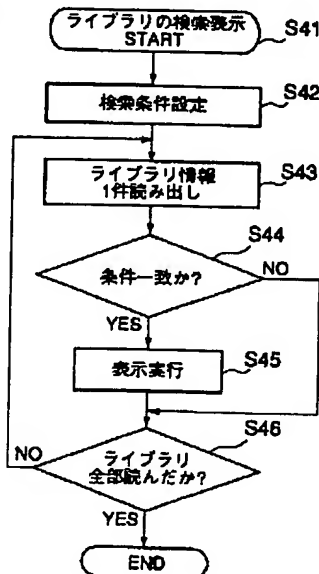 ライブラリの検索表示
START
S41
検索条件設定
S42
ライブラリ情報
1件読み出し
S43
条件一致か?
S44
NO
YES
表示実行
S45
ライブラリ
全部読んだか?
S46
NO
YES
END